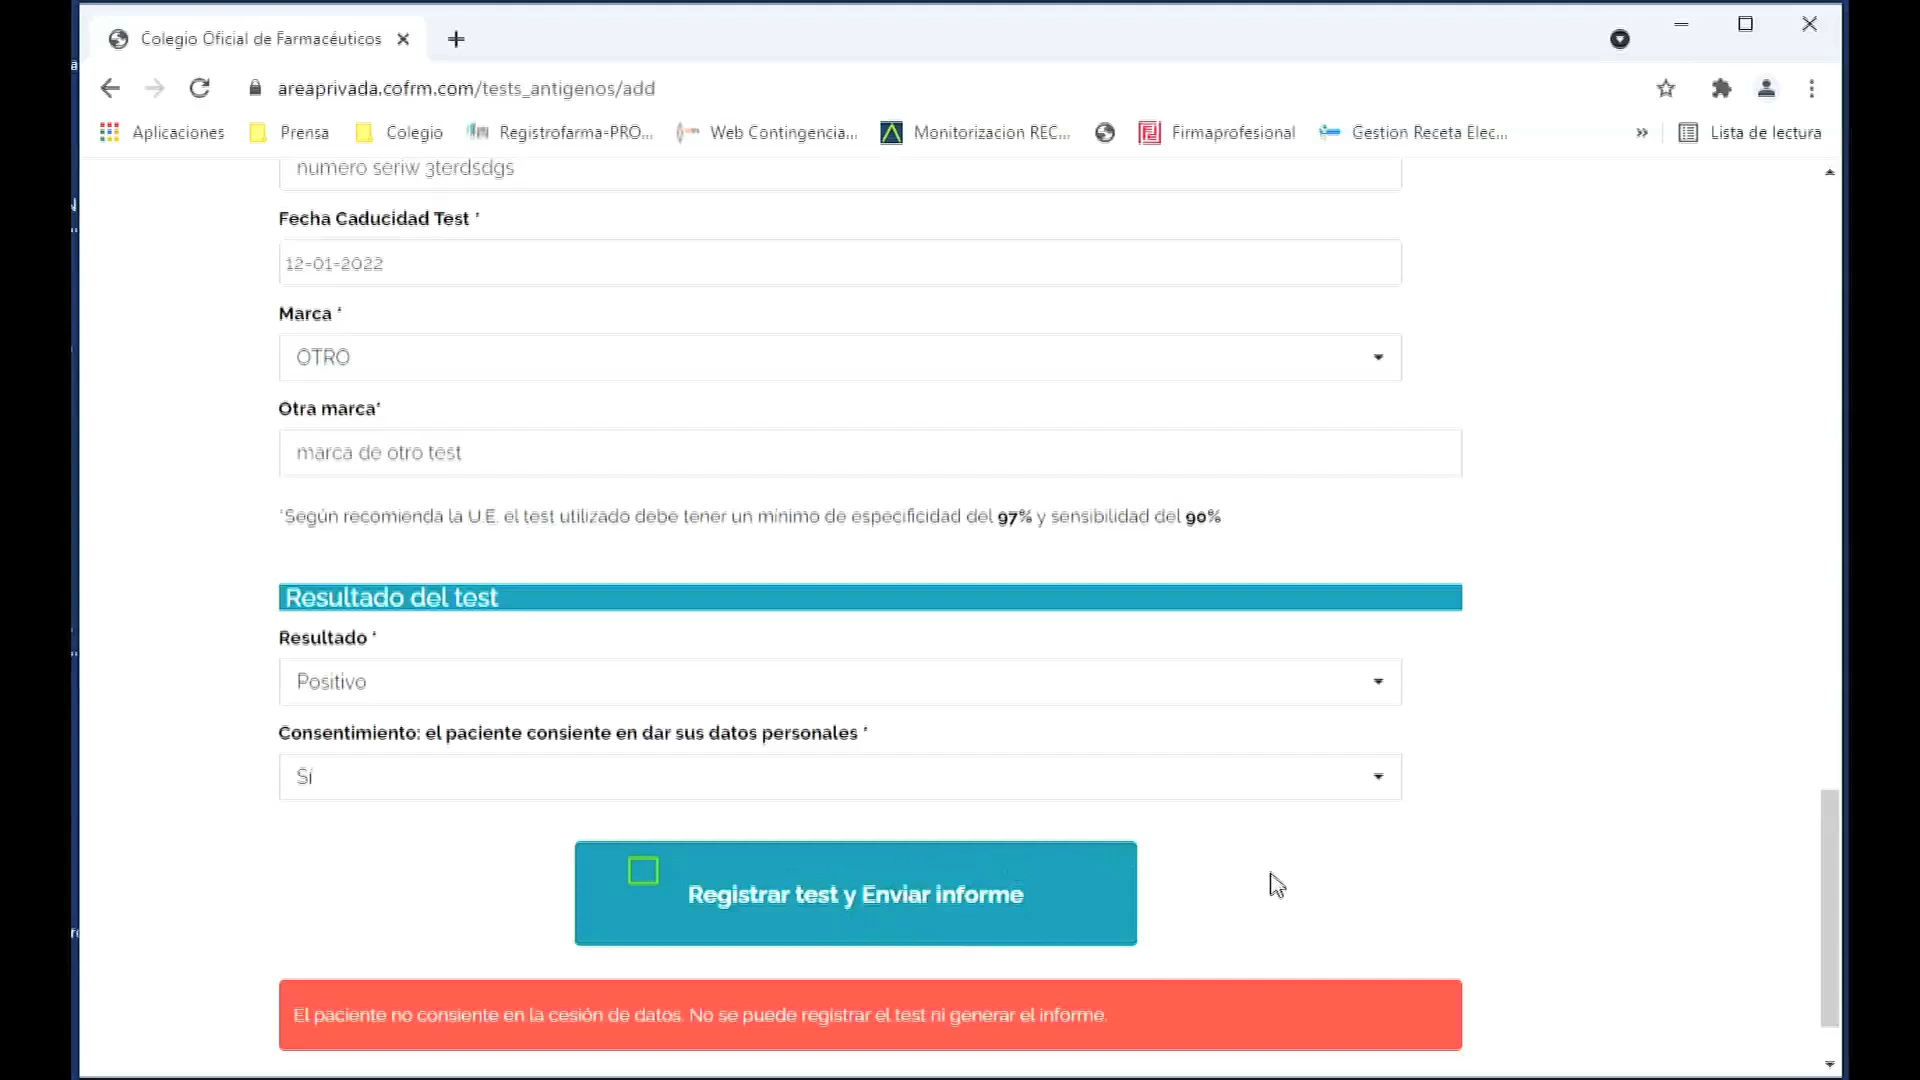 Colegio Oficial de Farmacéuticos
areaprivada.cofrm.com/tests_antigenos/add
Aplicaciones Prensa Colegio Registrofarma-PRO... Web Contingencia... Monitorizacion REC... Firmaprofesional Gestion Receta Elec... » Lista de lectura
numero seriw 3terdsdgs
Fecha Caducidad Test *
12-01-2022
Marca *
OTRO
Otra marca*
marca de otro test
*Según recomienda la U.E. el test utilizado debe tener un mínimo de especificidad del 97% y sensibilidad del 90%
Resultado del test
Resultado *
Positivo
Consentimiento: el paciente consiente en dar sus datos personales *
Sí
Registrar test y Enviar informe
El paciente no consiente en la cesión de datos. No se puede registrar el test ni generar el informe.